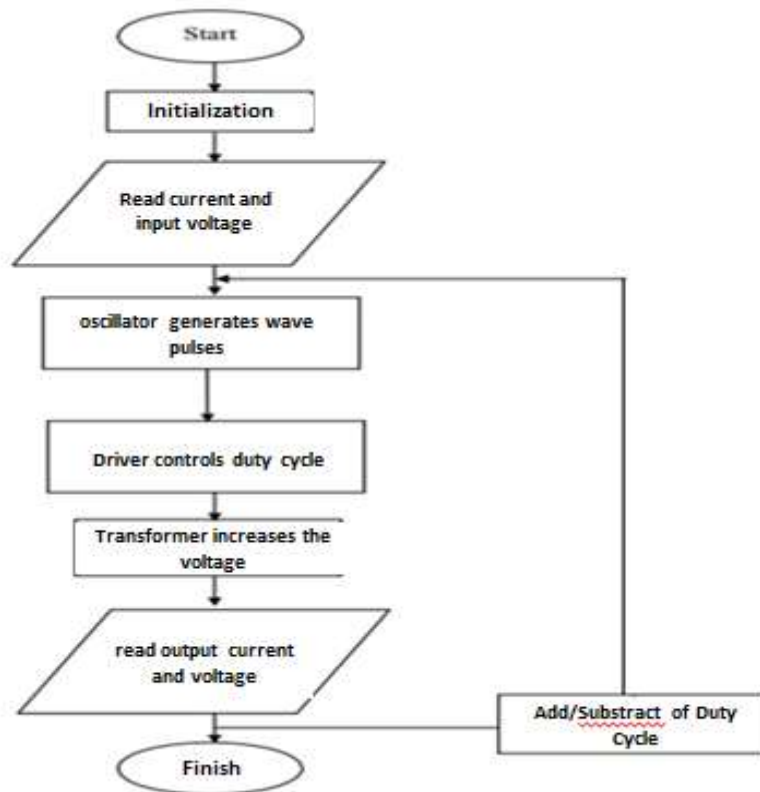 Start
Initialization
Read current and
input voltage
oscillator generates wave
pulses
Driver controls duty cycle
Transformer increases the
voltage
read output current
and voltage
Add/Substract of Duty
Cycle
Finish